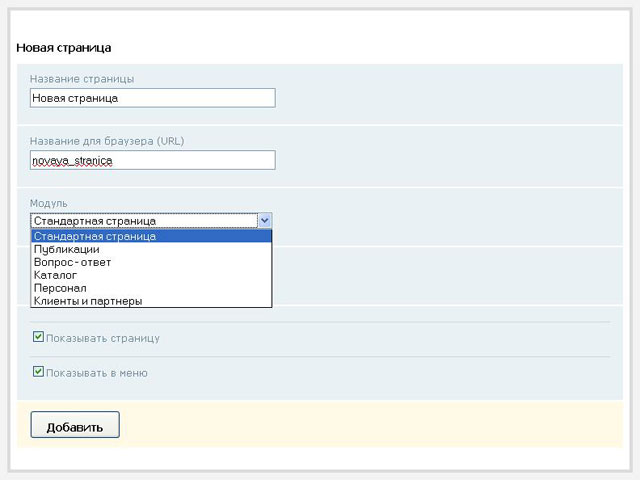 Новая страница
Название страницы
Новая страница
Название для браузера (URL)
novaya_stranica
Модуль
Стандартная страница
Стандартная страница
Публикации
Вопрос-ответ
Каталог
Персонал
Клиенты и партнеры
Показывать страницу
Показывать в меню
Добавить